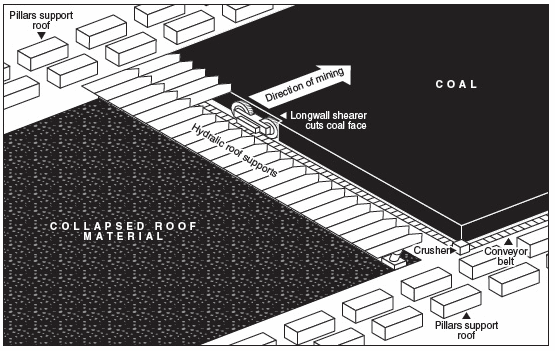 Pillars support
roof
Direction of mining
COAL
Longwall shearer
cuts coal face
Hydralic roof supports
COLLAPSED ROOF
MATERIAL
Crusher
Conveyor
belt
Pillars support
roof